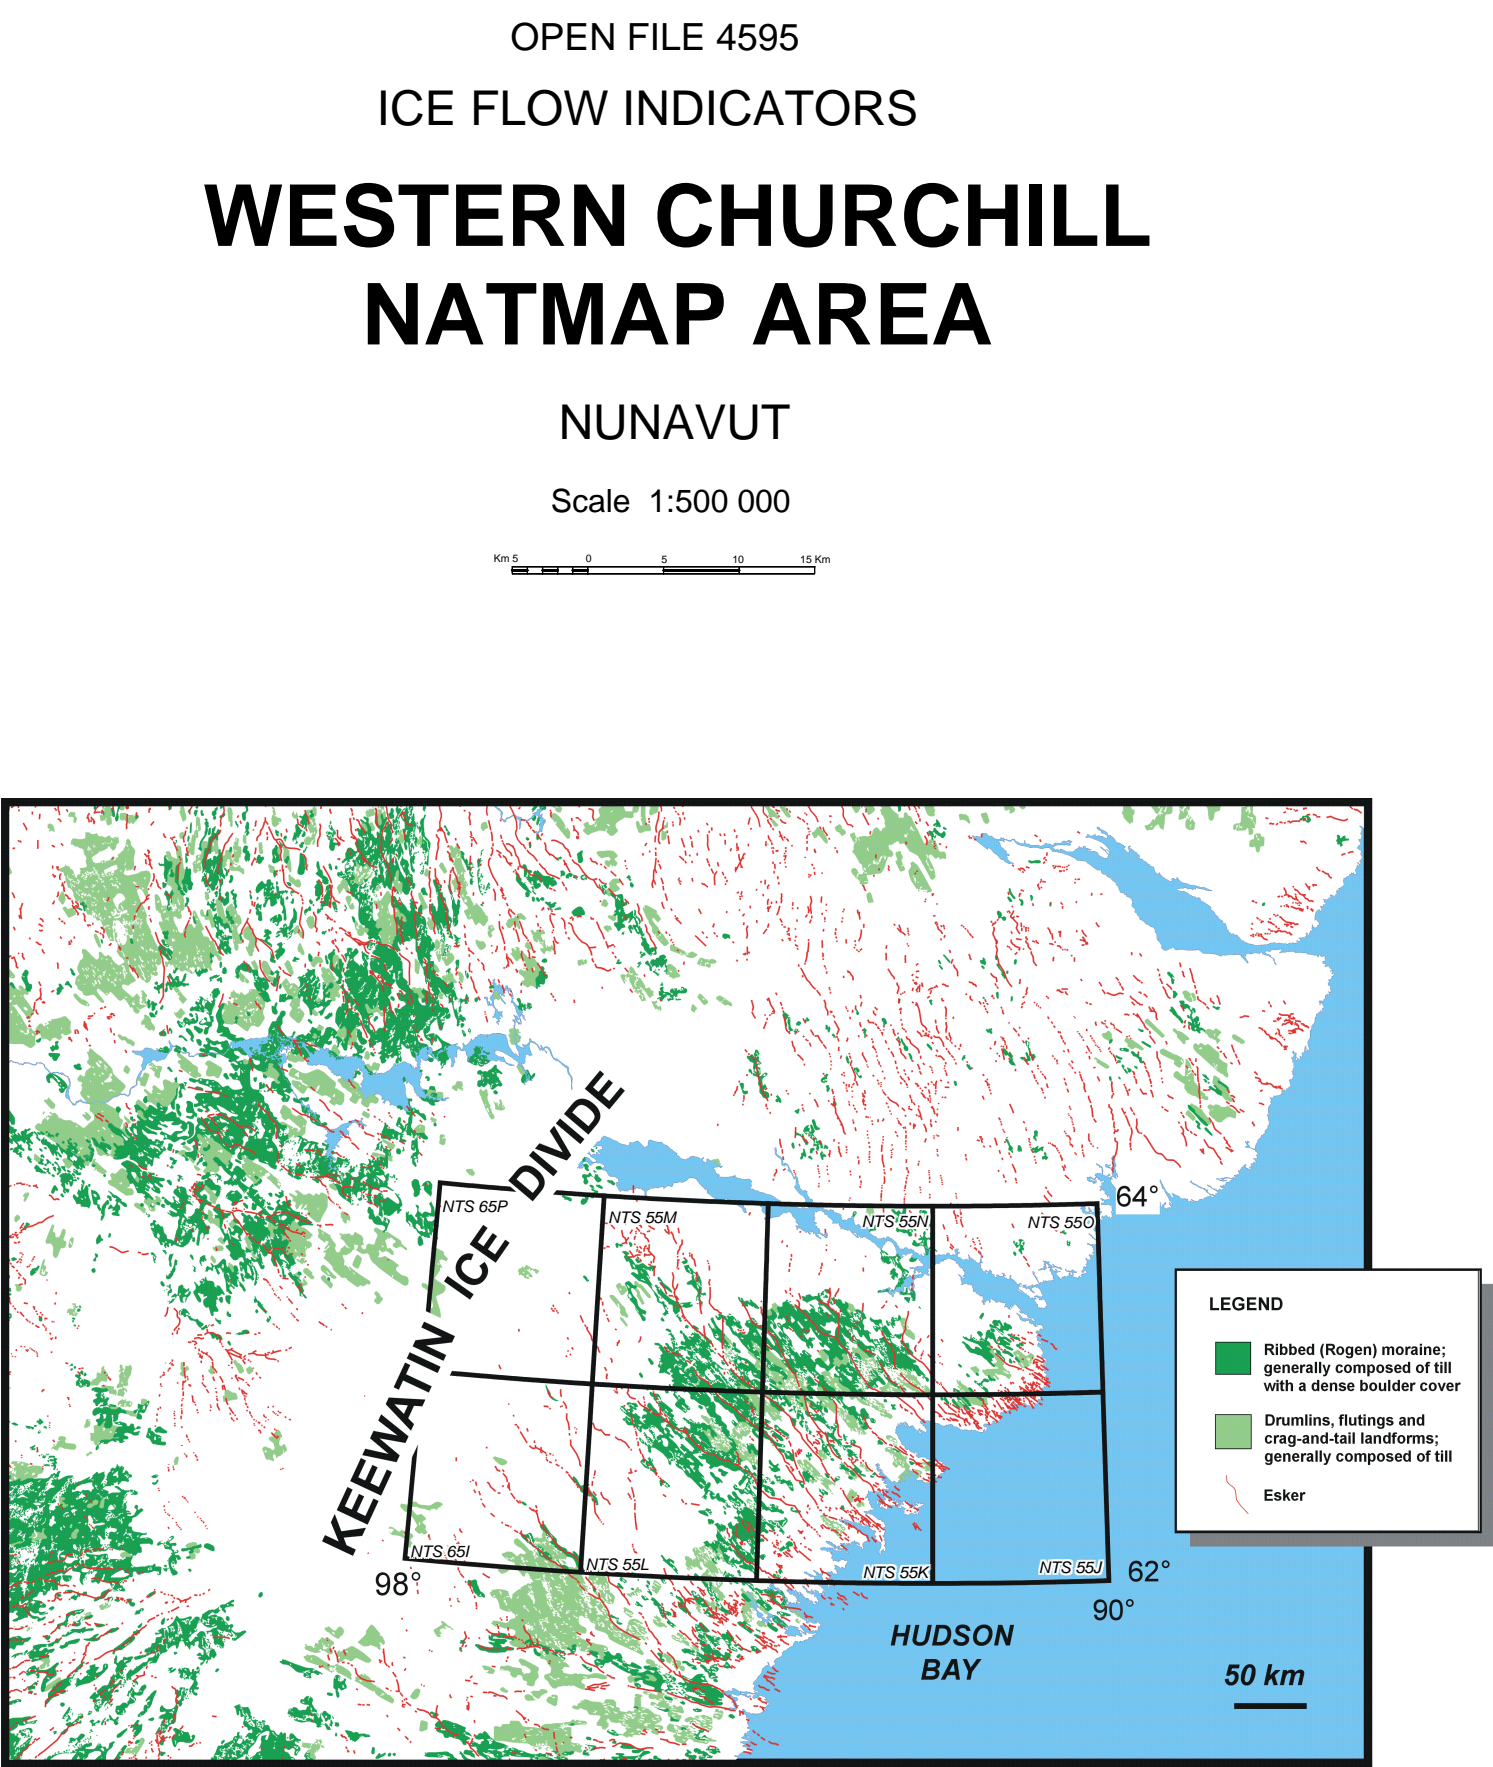 OPEN FILE 4595
ICE FLOW INDICATORS
WESTERN CHURCHILL
NATMAP AREA
NUNAVUT
Scale 1:500 000
Km 5 0 5 10 15 Km
KEEWATIN ICE DIVIDE
NTS 65P
NTS 55M
NTS 55N
NTS 55O
64°
NTS 65I
NTS 55L
NTS 55K
NTS 55J
98°
62°
90°
HUDSON
BAY
50 km
LEGEND
Ribbed (Rogen) moraine;
generally composed of till
with a dense boulder cover
Drumlins, flutings and
crag-and-tail landforms;
generally composed of till
Esker